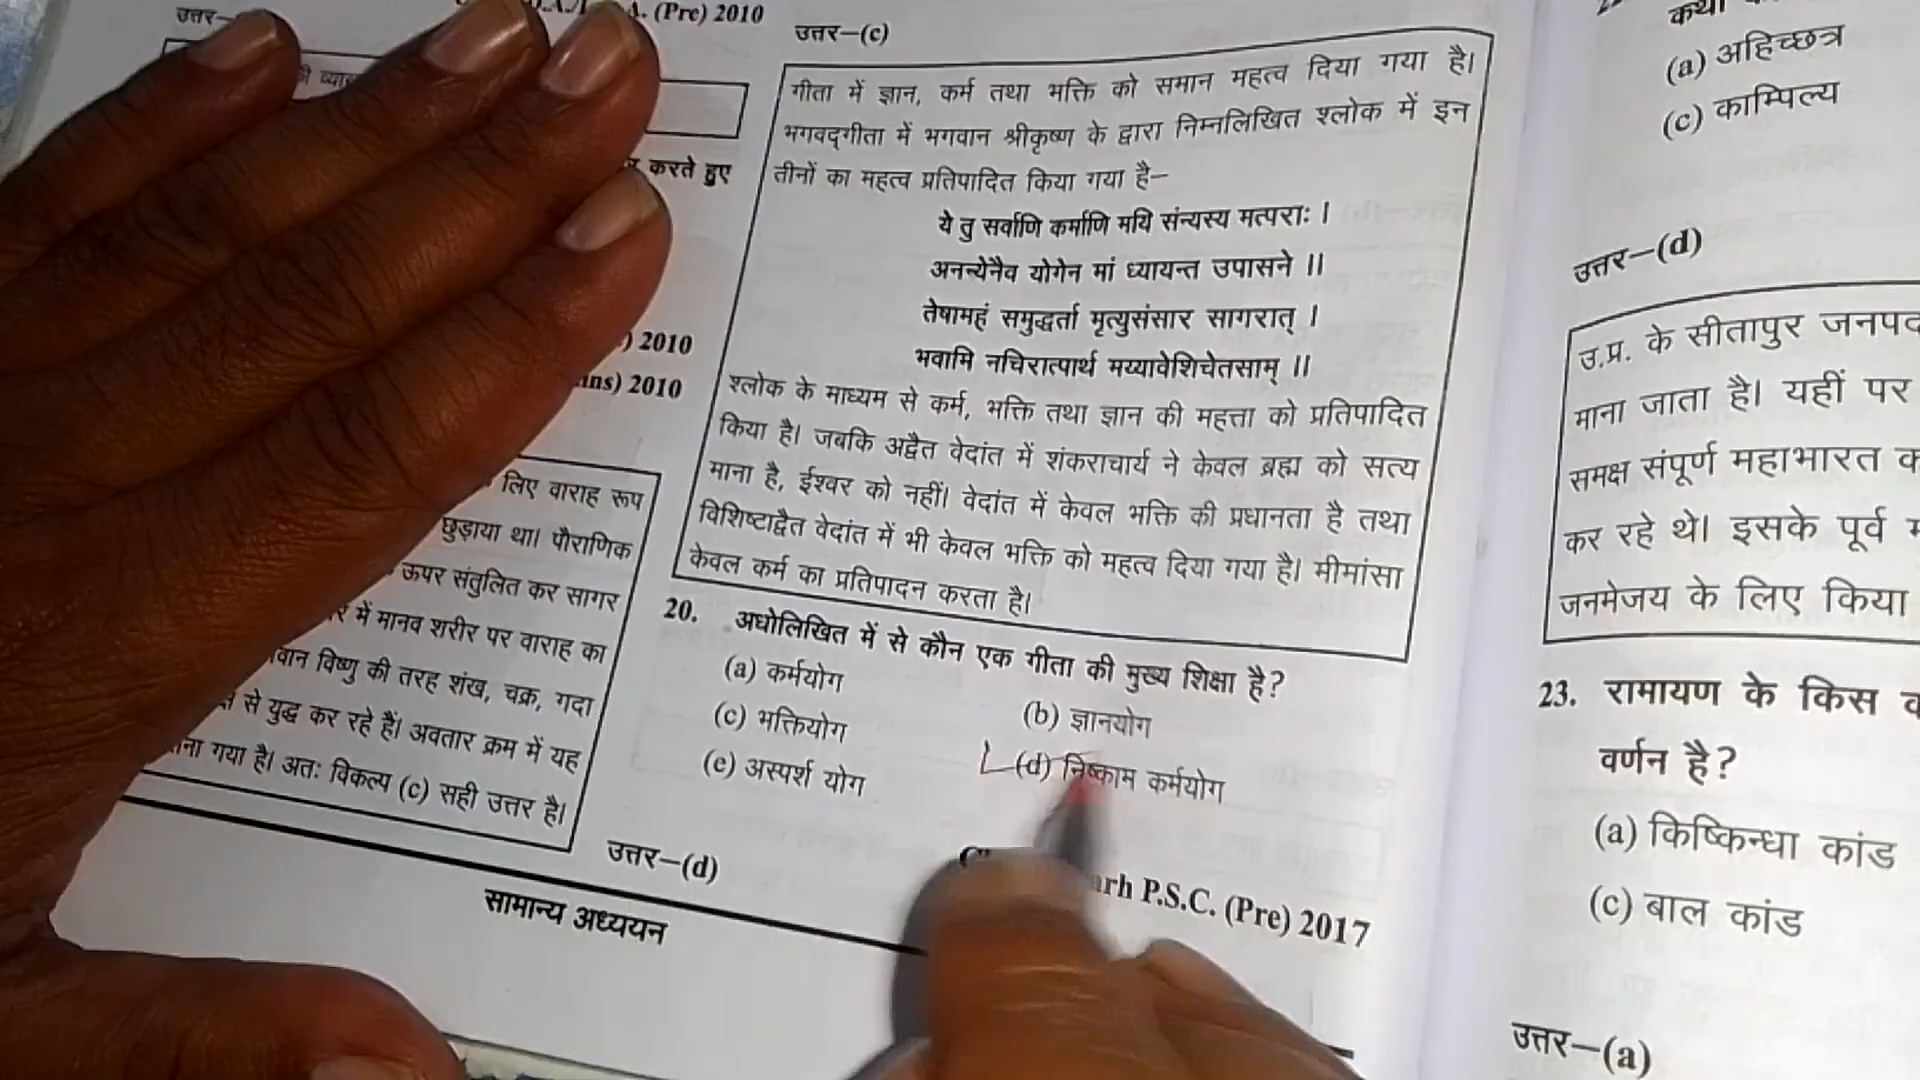 उत्तर–
(Pre) 2010
करते हुए
2010
2010
लिए वाराह रूप
छुड़ाया था। पौराणिक
ऊपर संतुलित कर सागर
में मानव शरीर पर वाराह का
विष्णु की तरह शंख, चक्र, गदा
से युद्ध कर रहे हैं। अवतार क्रम में यह
गया है। अतः विकल्प (c) सही उत्तर है।
सामान्य अध्ययन
उत्तर–(c)
गीता में ज्ञान, कर्म तथा भक्ति को समान महत्व दिया गया है।
भगवद्गीता में भगवान श्रीकृष्ण के द्वारा निम्नलिखित श्लोक में इन
तीनों का महत्व प्रतिपादित किया गया है–
ये तु सर्वाणि कर्माणि मयि संन्यस्य मत्पराः ।
अनन्येनैव योगेन मां ध्यायन्त उपासने ।।
तेषामहं समुद्धर्ता मृत्युसंसार सागरात् ।
भवामि नचिरात्पार्थ मय्यावेशिचेतसाम् ।।
श्लोक के माध्यम से कर्म, भक्ति तथा ज्ञान की महत्ता को प्रतिपादित
किया है। जबकि अद्वैत वेदांत में शंकराचार्य ने केवल ब्रह्म को सत्य
माना है, ईश्वर को नहीं। वेदांत में केवल भक्ति की प्रधानता है तथा
विशिष्टाद्वैत वेदांत में भी केवल भक्ति को महत्व दिया गया है। मीमांसा
केवल कर्म का प्रतिपादन करता है।
20. अधोलिखित में से कौन एक गीता की मुख्य शिक्षा है?
(a) कर्मयोग
(b) ज्ञानयोग
(c) भक्तियोग
(d) निष्काम कर्मयोग
(e) अस्पर्श योग
P.S.C. (Pre) 2017
उत्तर–(d)
(a) अहिच्छत्र
(c) काम्पिल्य
उत्तर–(d)
उ.प्र. के सीतापुर जनपद
माना जाता है। यहीं पर
समक्ष संपूर्ण महाभारत
कर रहे थे। इसके पूर्व
जनमेजय के लिए किया
23. रामायण के किस
वर्णन है?
(a) किष्किन्धा कांड
(c) बाल कांड
उत्तर–(a)